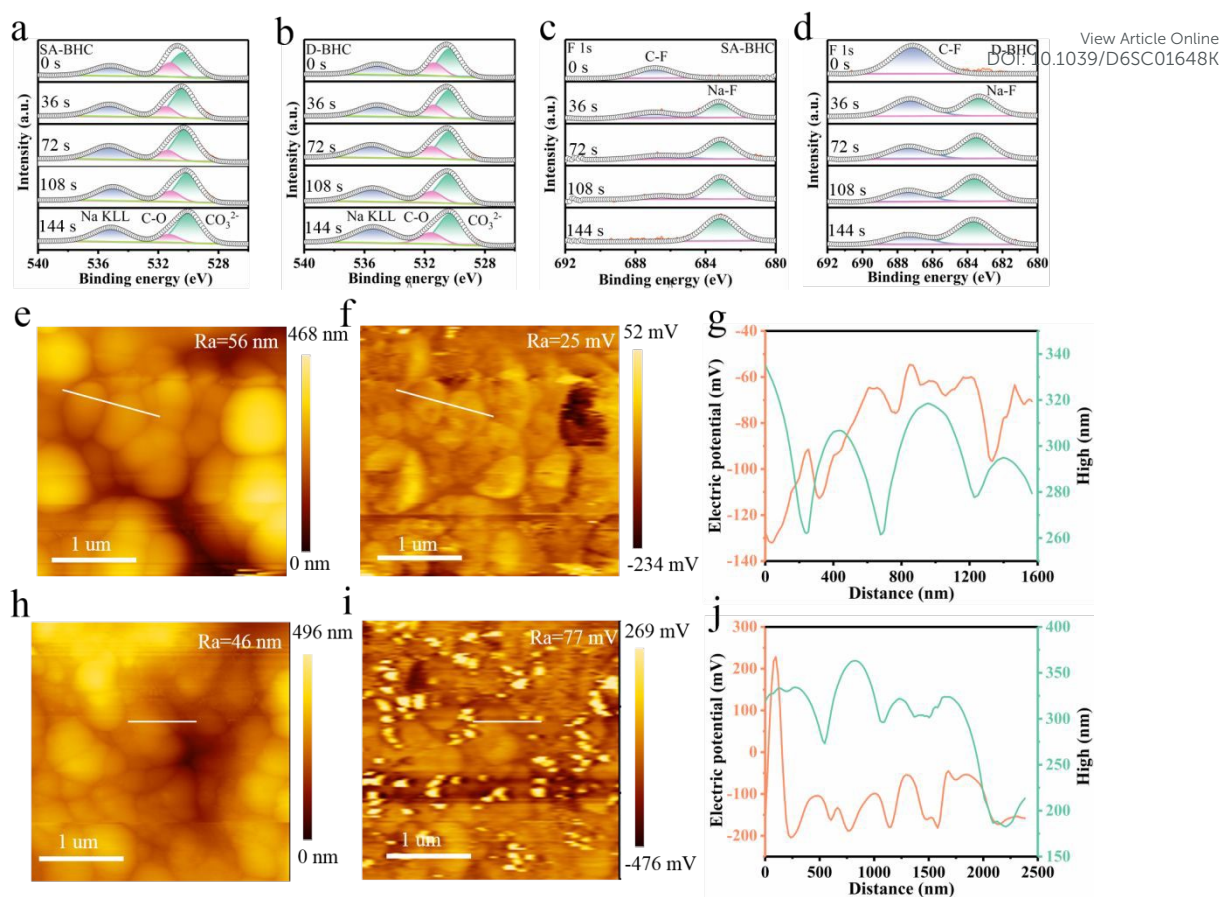 View Article Online
DOI: 10.1039/D6SC01648K
a
SA-BHC
0 s
36 s
72 s
108 s
144 s
Na KLL
C-O
CO₃²⁻
Intensity (a.u.)
540 536 532 528
Binding energy (eV)
b
D-BHC
0 s
36 s
72 s
108 s
144 s
Na KLL
C-O
CO₃²⁻
Intensity (a.u.)
540 536 532 528
Binding energy (eV)
c
F 1s
SA-BHC
0 s
C-F
36 s
Na-F
72 s
108 s
144 s
Intensity (a.u.)
692 688 684 680
Binding energy (eV)
d
F 1s
C-F
D-BHC
0 s
36 s
Na-F
72 s
108 s
144 s
Intensity (a.u.)
692 690 688 686 684 682 680
Binding energy (eV)
e
Ra=56 nm
468 nm
0 nm
1 um
f
Ra=25 mV
52 mV
-234 mV
1 um
g
Electric potential (mV)
-40
-60
-80
-100
-120
-140
High (nm)
340
320
300
280
260
0 400 800 1200 1600
Distance (nm)
h
Ra=46 nm
496 nm
0 nm
1 um
i
Ra=77 mV
269 mV
-476 mV
1 um
j
Electric potential (mV)
300
200
100
0
-100
-200
High (nm)
400
350
300
250
200
150
0 500 1000 1500 2000 2500
Distance (nm)